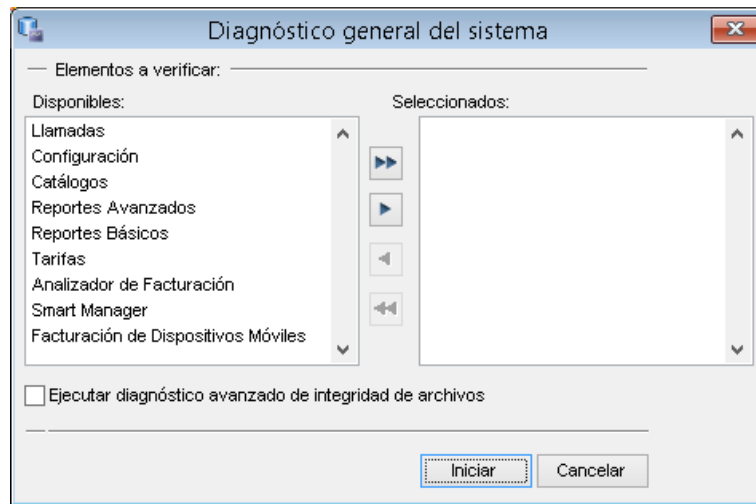 Diagnóstico general del sistema
Elementos a verificar:
Disponibles:
Seleccionados:
Llamadas
Configuración
Catálogos
Reportes Avanzados
Reportes Básicos
Tarifas
Analizador de Facturación
Smart Manager
Facturación de Dispositivos Móviles
Ejecutar diagnóstico avanzado de integridad de archivos
Iniciar
Cancelar